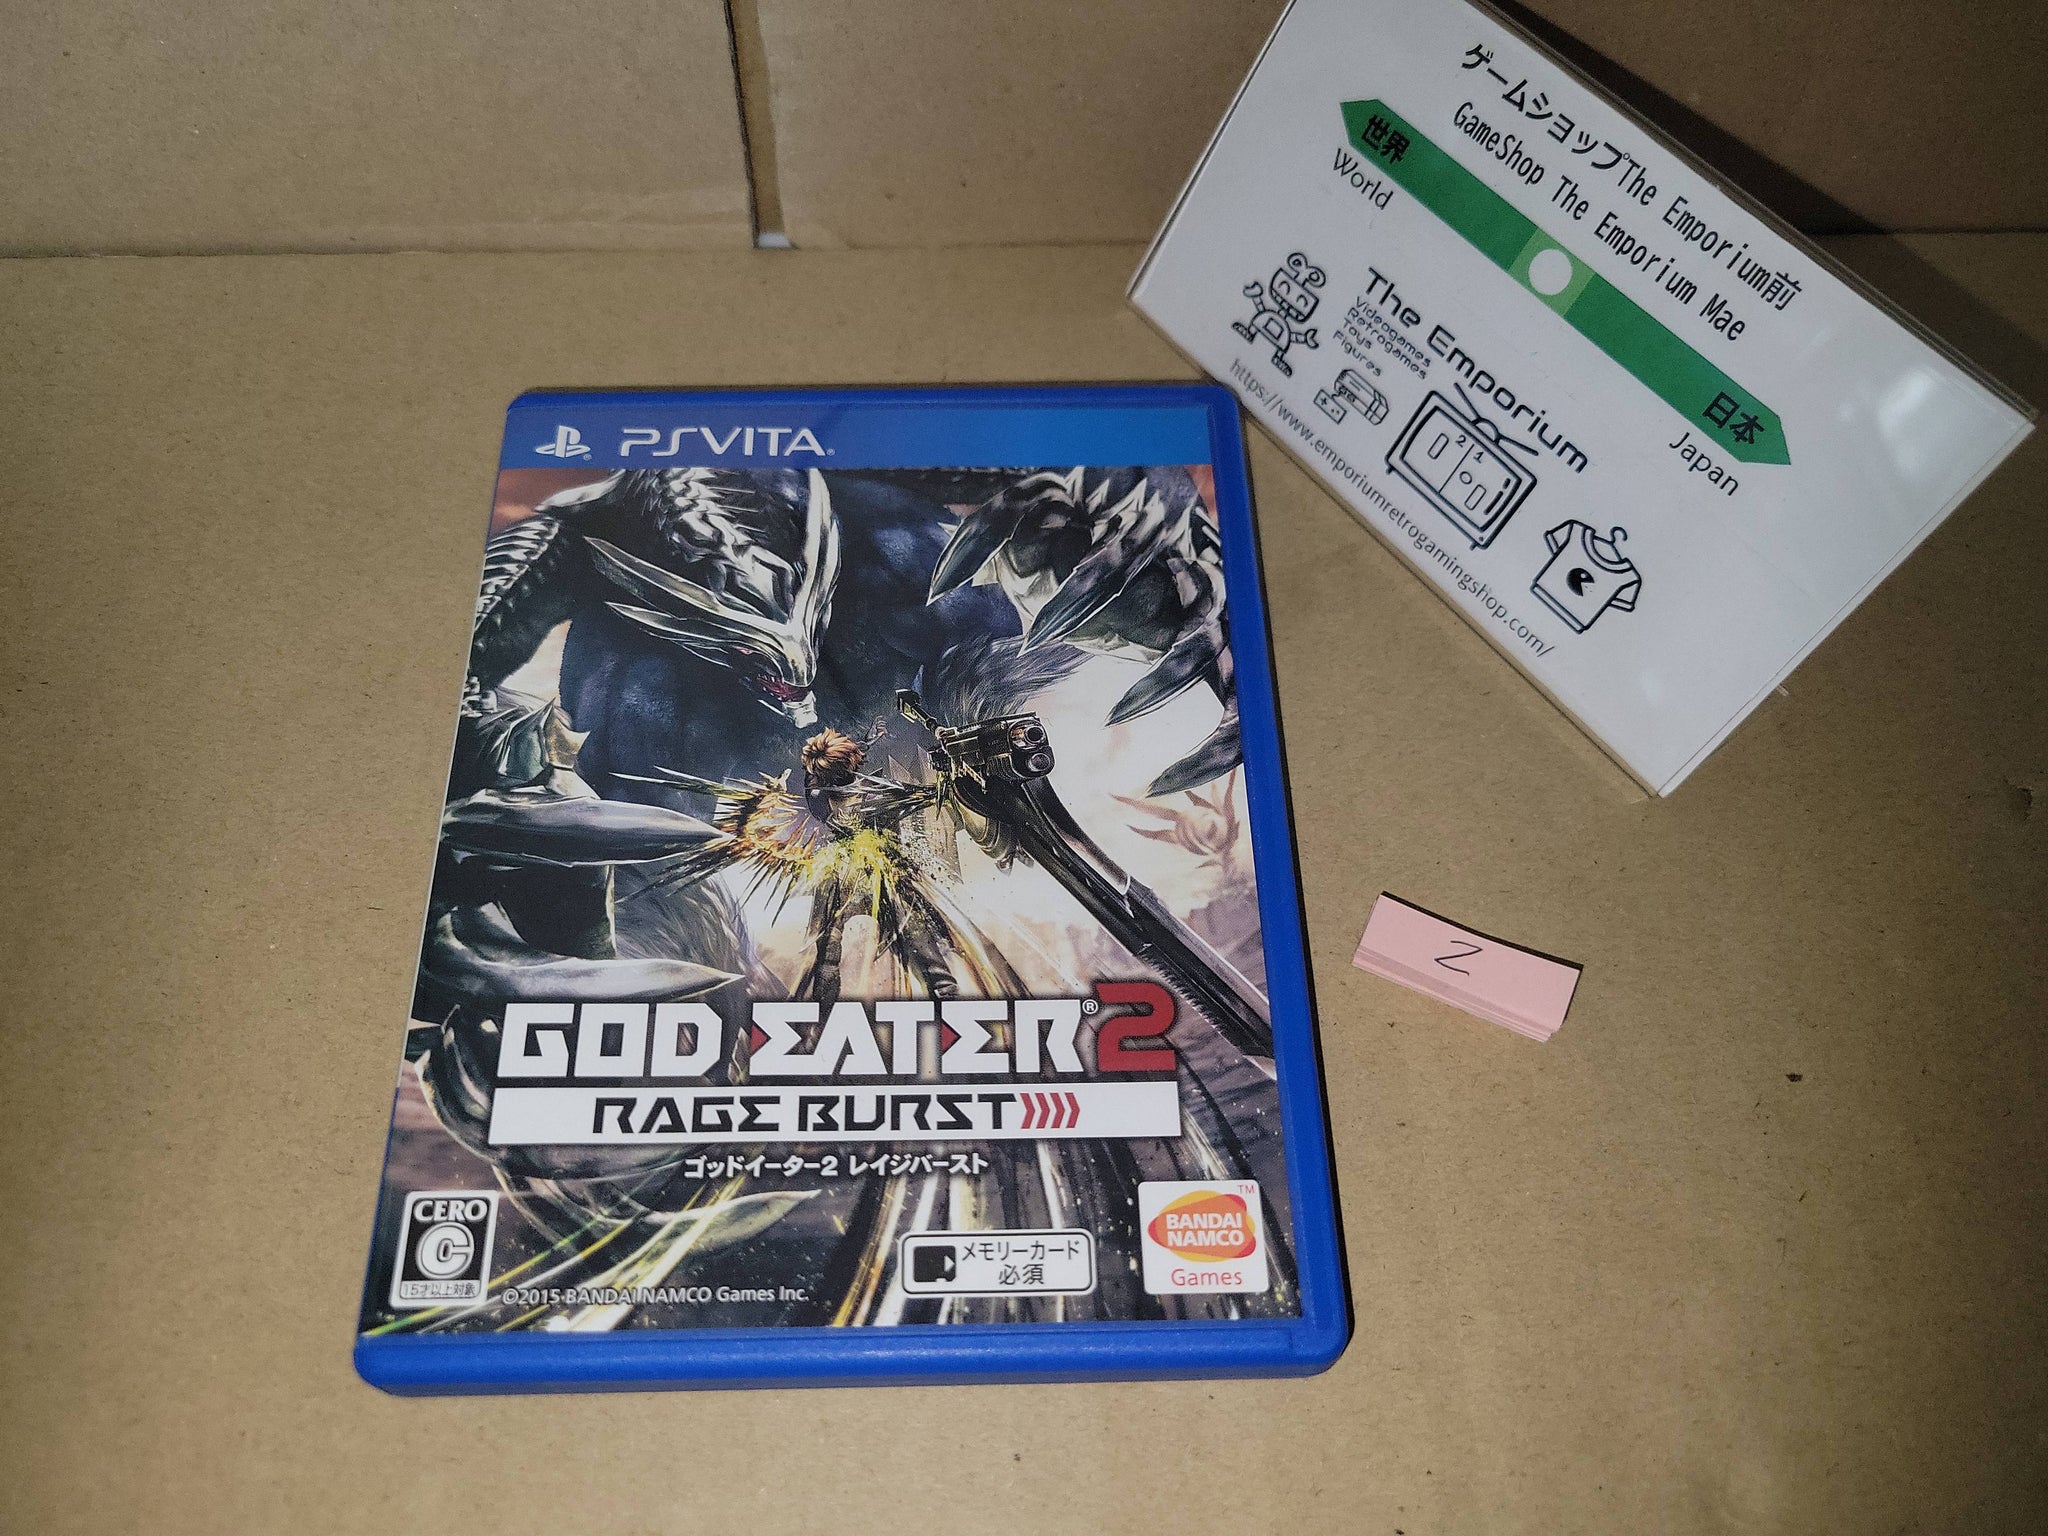 ゲームショップThe Emporium前
GameShop The Emporium Mae
世界
World
日本
Japan
The Emporium
Videogames
Retrogames
Toys
Figures
2 1
https://www.emporiumretrogamingshop.com/
PSVITA
GOD EATER® 2
RAGE BURST
ゴッドイーター2 レイジバースト
CERO
C
15才以上対象
©2015 BANDAI NAMCO Games Inc.
メモリーカード
必須
BANDAI
NAMCO
Games
TM
2